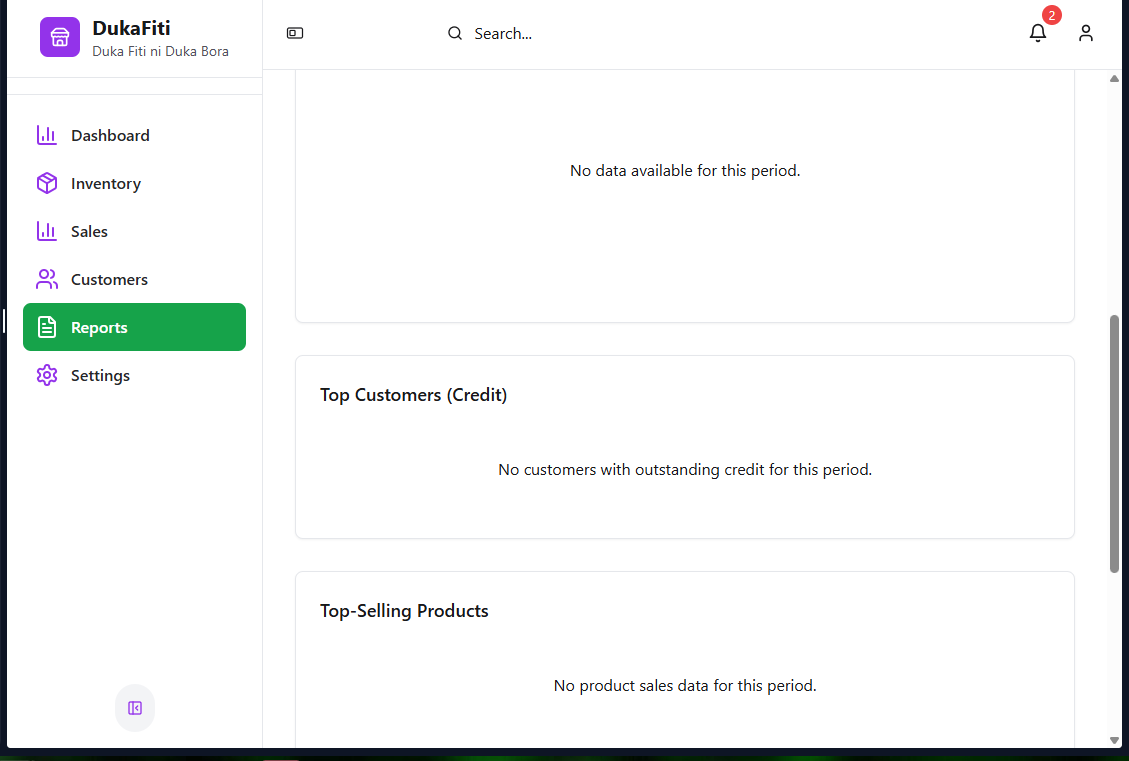 DukaFiti
Duka Fiti ni Duka Bora
Search...
2
Dashboard
Inventory
Sales
Customers
Reports
Settings
No data available for this period.
Top Customers (Credit)
No customers with outstanding credit for this period.
Top-Selling Products
No product sales data for this period.